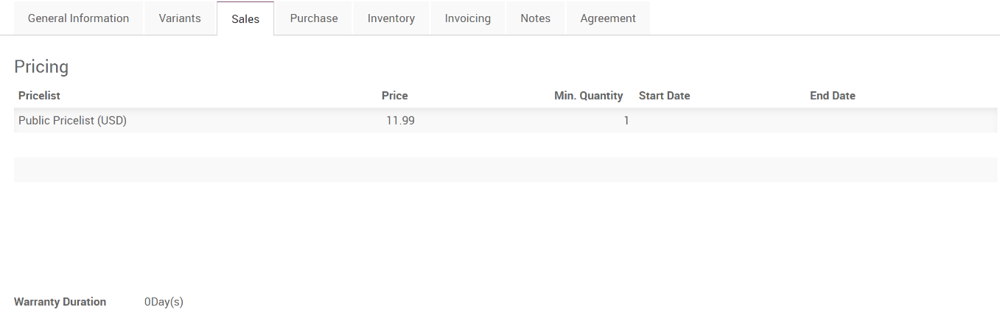 General Information Variants Sales Purchase Inventory Invoicing Notes Agreement
Pricing
Pricelist Price Min. Quantity Start Date End Date
Public Pricelist (USD) 11.99 1
Warranty Duration 0Day(s)